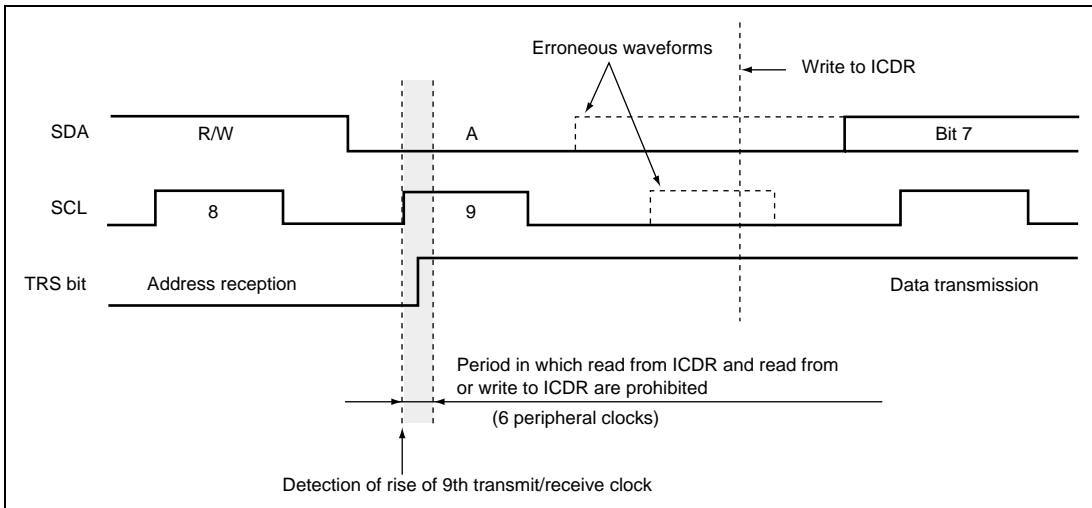 Erroneous waveforms
Write to ICDR
SDA
R/W
A
Bit 7
SCL
8
9
TRS bit
Address reception
Data transmission
Period in which read from ICDR and read from
or write to ICDR are prohibited
(6 peripheral clocks)
Detection of rise of 9th transmit/receive clock